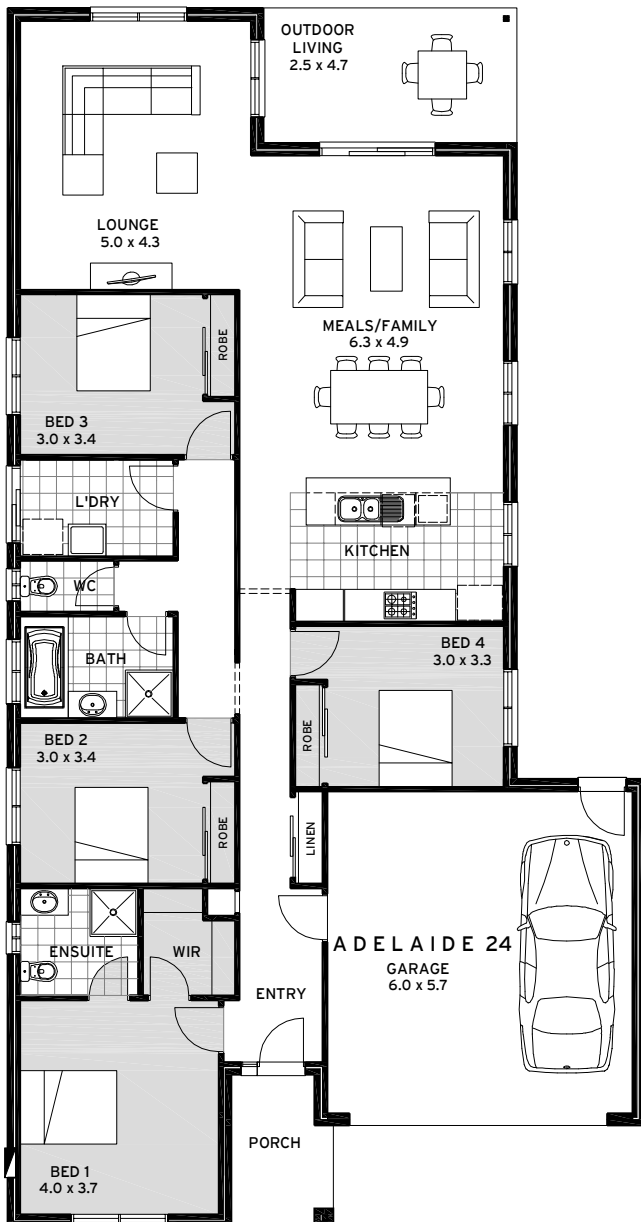 OUTDOOR
LIVING
2.5 x 4.7
LOUNGE
5.0 x 4.3
MEALS/FAMILY
6.3 x 4.9
ROBE
BED 3
3.0 x 3.4
L'DRY
KITCHEN
WC
BATH
BED 4
3.0 x 3.3
ROBE
BED 2
3.0 x 3.4
ROBE
LINEN
ENSUITE
WIR
ADELAIDE 24
GARAGE
6.0 x 5.7
ENTRY
PORCH
BED 1
4.0 x 3.7